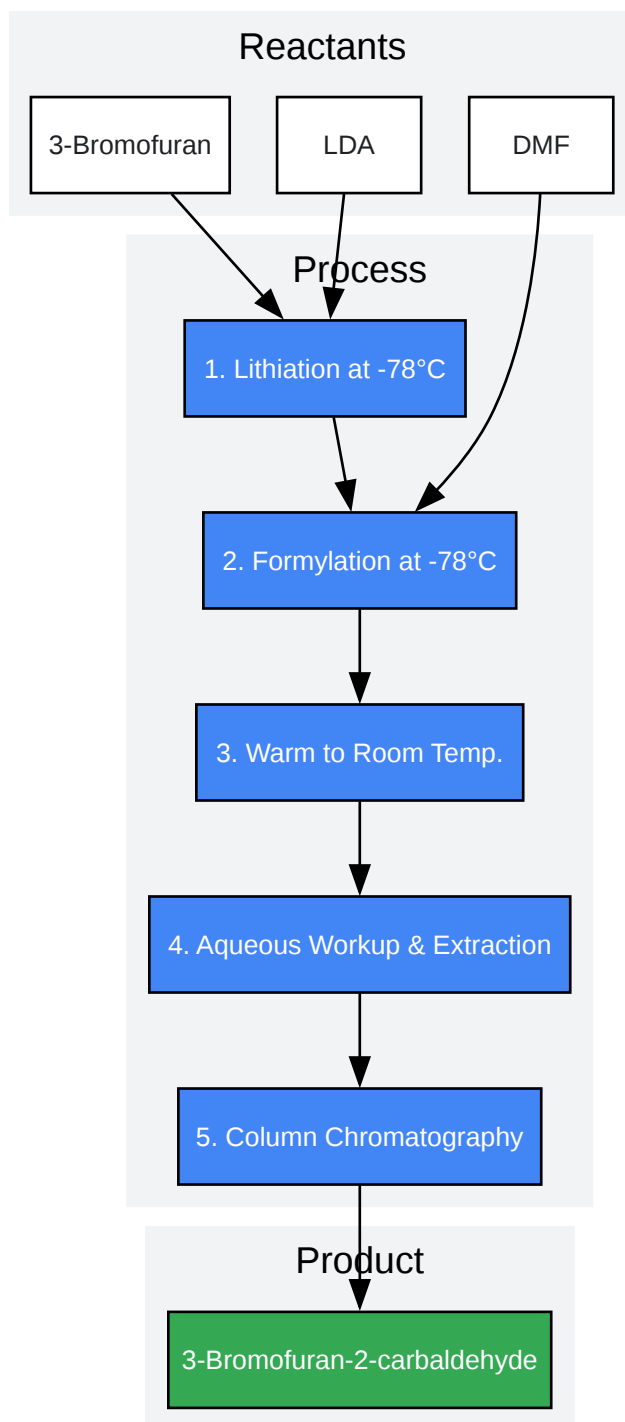 Reactants
3-Bromofuran
LDA
DMF
Process
1. Lithiation at -78°C
2. Formylation at -78°C
3. Warm to Room Temp.
4. Aqueous Workup & Extraction
5. Column Chromatography
Product
3-Bromofuran-2-carbaldehyde